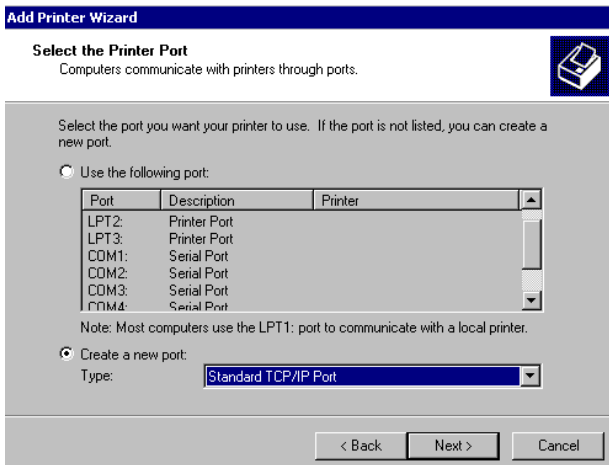 Add Printer Wizard
Select the Printer Port
Computers communicate with printers through ports.
Select the port you want your printer to use. If the port is not listed, you can create a
new port.
Use the following port:
Port Description Printer
LPT2: Printer Port
LPT3: Printer Port
COM1: Serial Port
COM2: Serial Port
COM3: Serial Port
COM4: Serial Port
Note: Most computers use the LPT1: port to communicate with a local printer.
Create a new port:
Type: Standard TCP/IP Port
< Back Next > Cancel